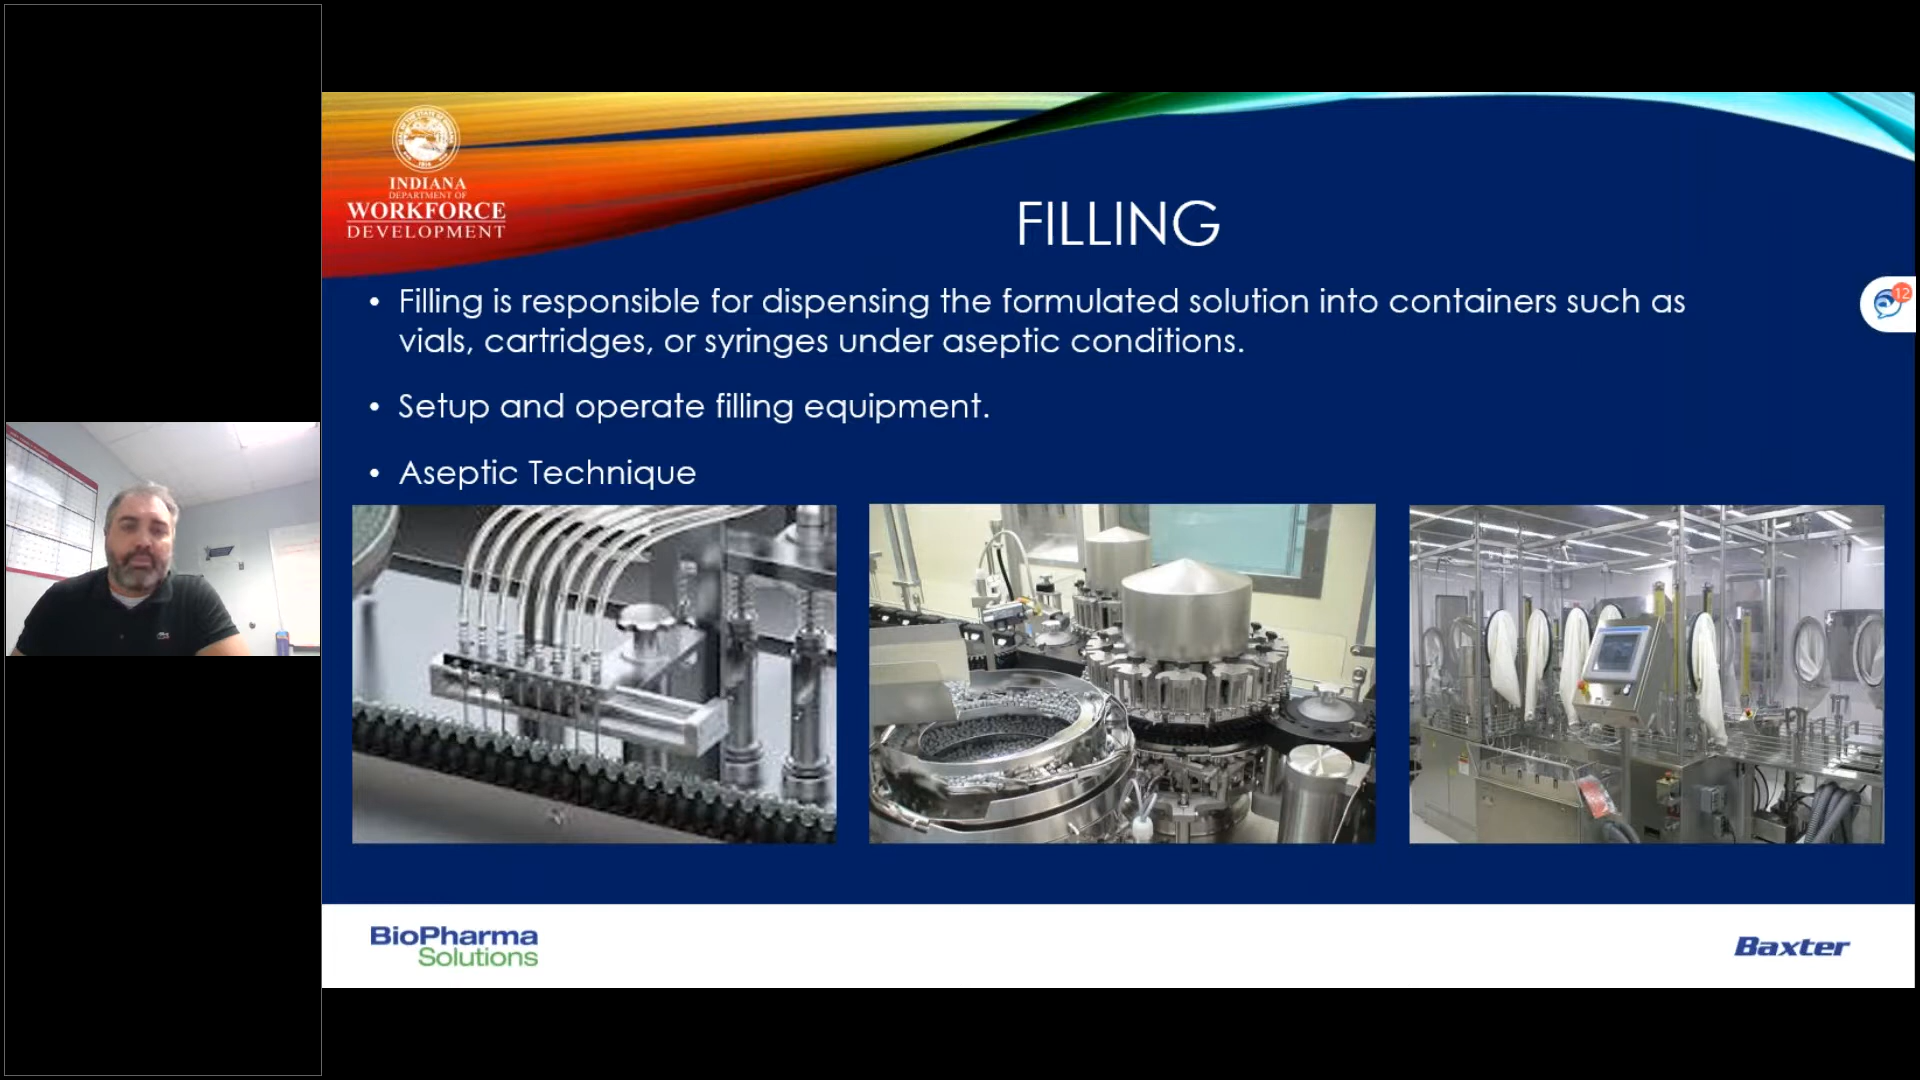 INDIANA
DEPARTMENT OF
WORKFORCE
DEVELOPMENT
FILLING
• Filling is responsible for dispensing the formulated solution into containers such as
vials, cartridges, or syringes under aseptic conditions.
• Setup and operate filling equipment.
• Aseptic Technique
12
BioPharma
Solutions
Baxter